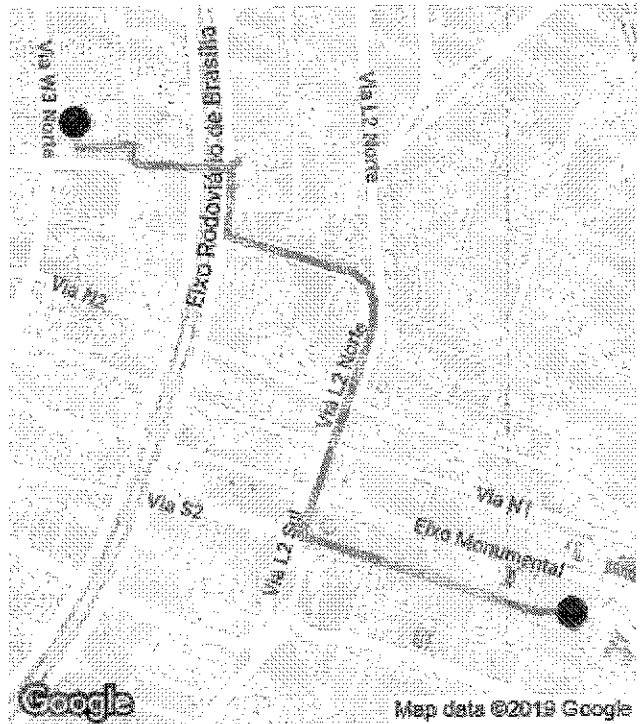 Via W3 Norte
Eixo Rodoviário de Brasília
Via L2 Norte
Via N2
Via L2 Norte
Via S2
Via L2 Sul
Via N1
Eixo Monumental
Google
Map data ©2019 Google